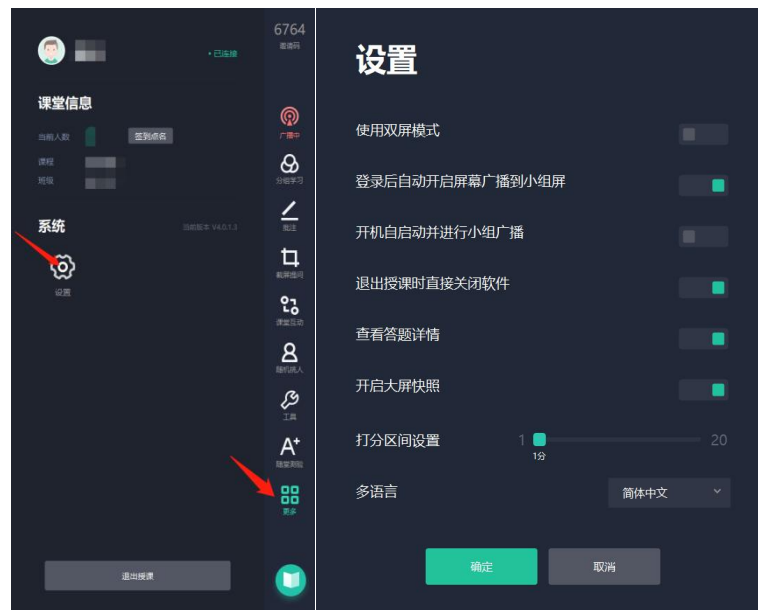 6764
邀请码
• 已连接
课堂信息
当前人数
签到点名
课程
班级
系统
当前版本 V4.0.1.3
设置
广播中
分组学习
批注
截屏提问
课堂互动
随机挑人
工具
A+
随堂测验
更多
退出授课
设置
使用双屏模式
登录后自动开启屏幕广播到小组屏
开机自启动并进行小组广播
退出授课时直接关闭软件
查看答题详情
开启大屏快照
打分区间设置 1 20
1分
多语言 简体中文
确定 取消